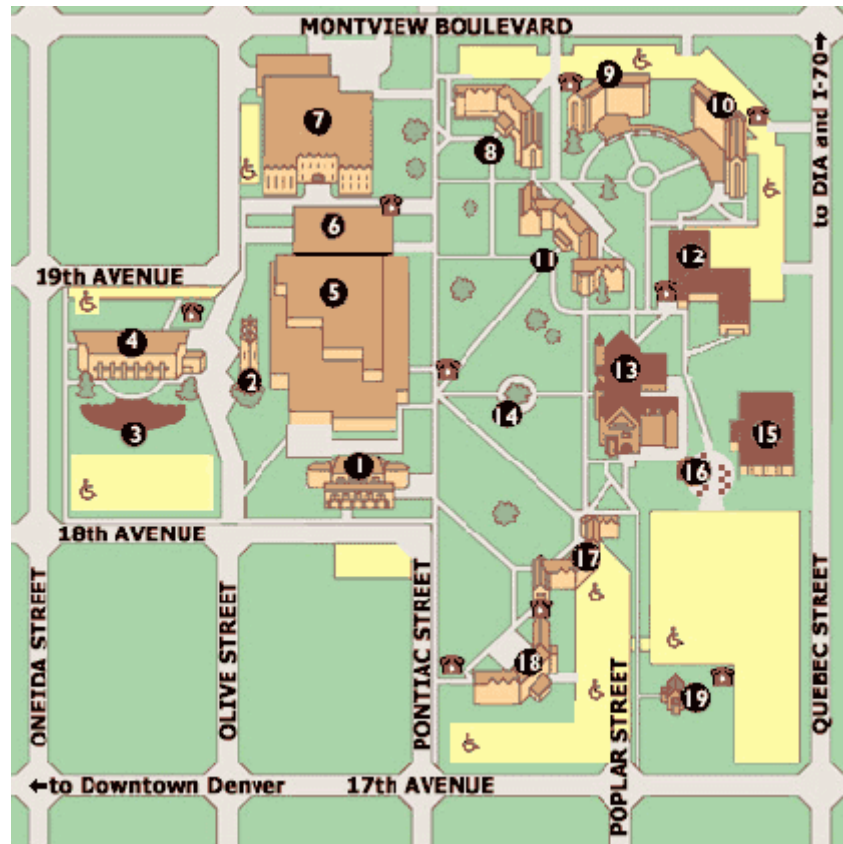 MONTVIEW BOULEVARD
to DIA and I-70→
9
10
7
8
6
11
12
19th AVENUE
5
4
13
2
14
3
15
1
16
18th AVENUE
17
18
19
ONEIDA STREET
OLIVE STREET
PONTIAC STREET
POPLAR STREET
QUEBEC STREET
←to Downtown Denver
17th AVENUE